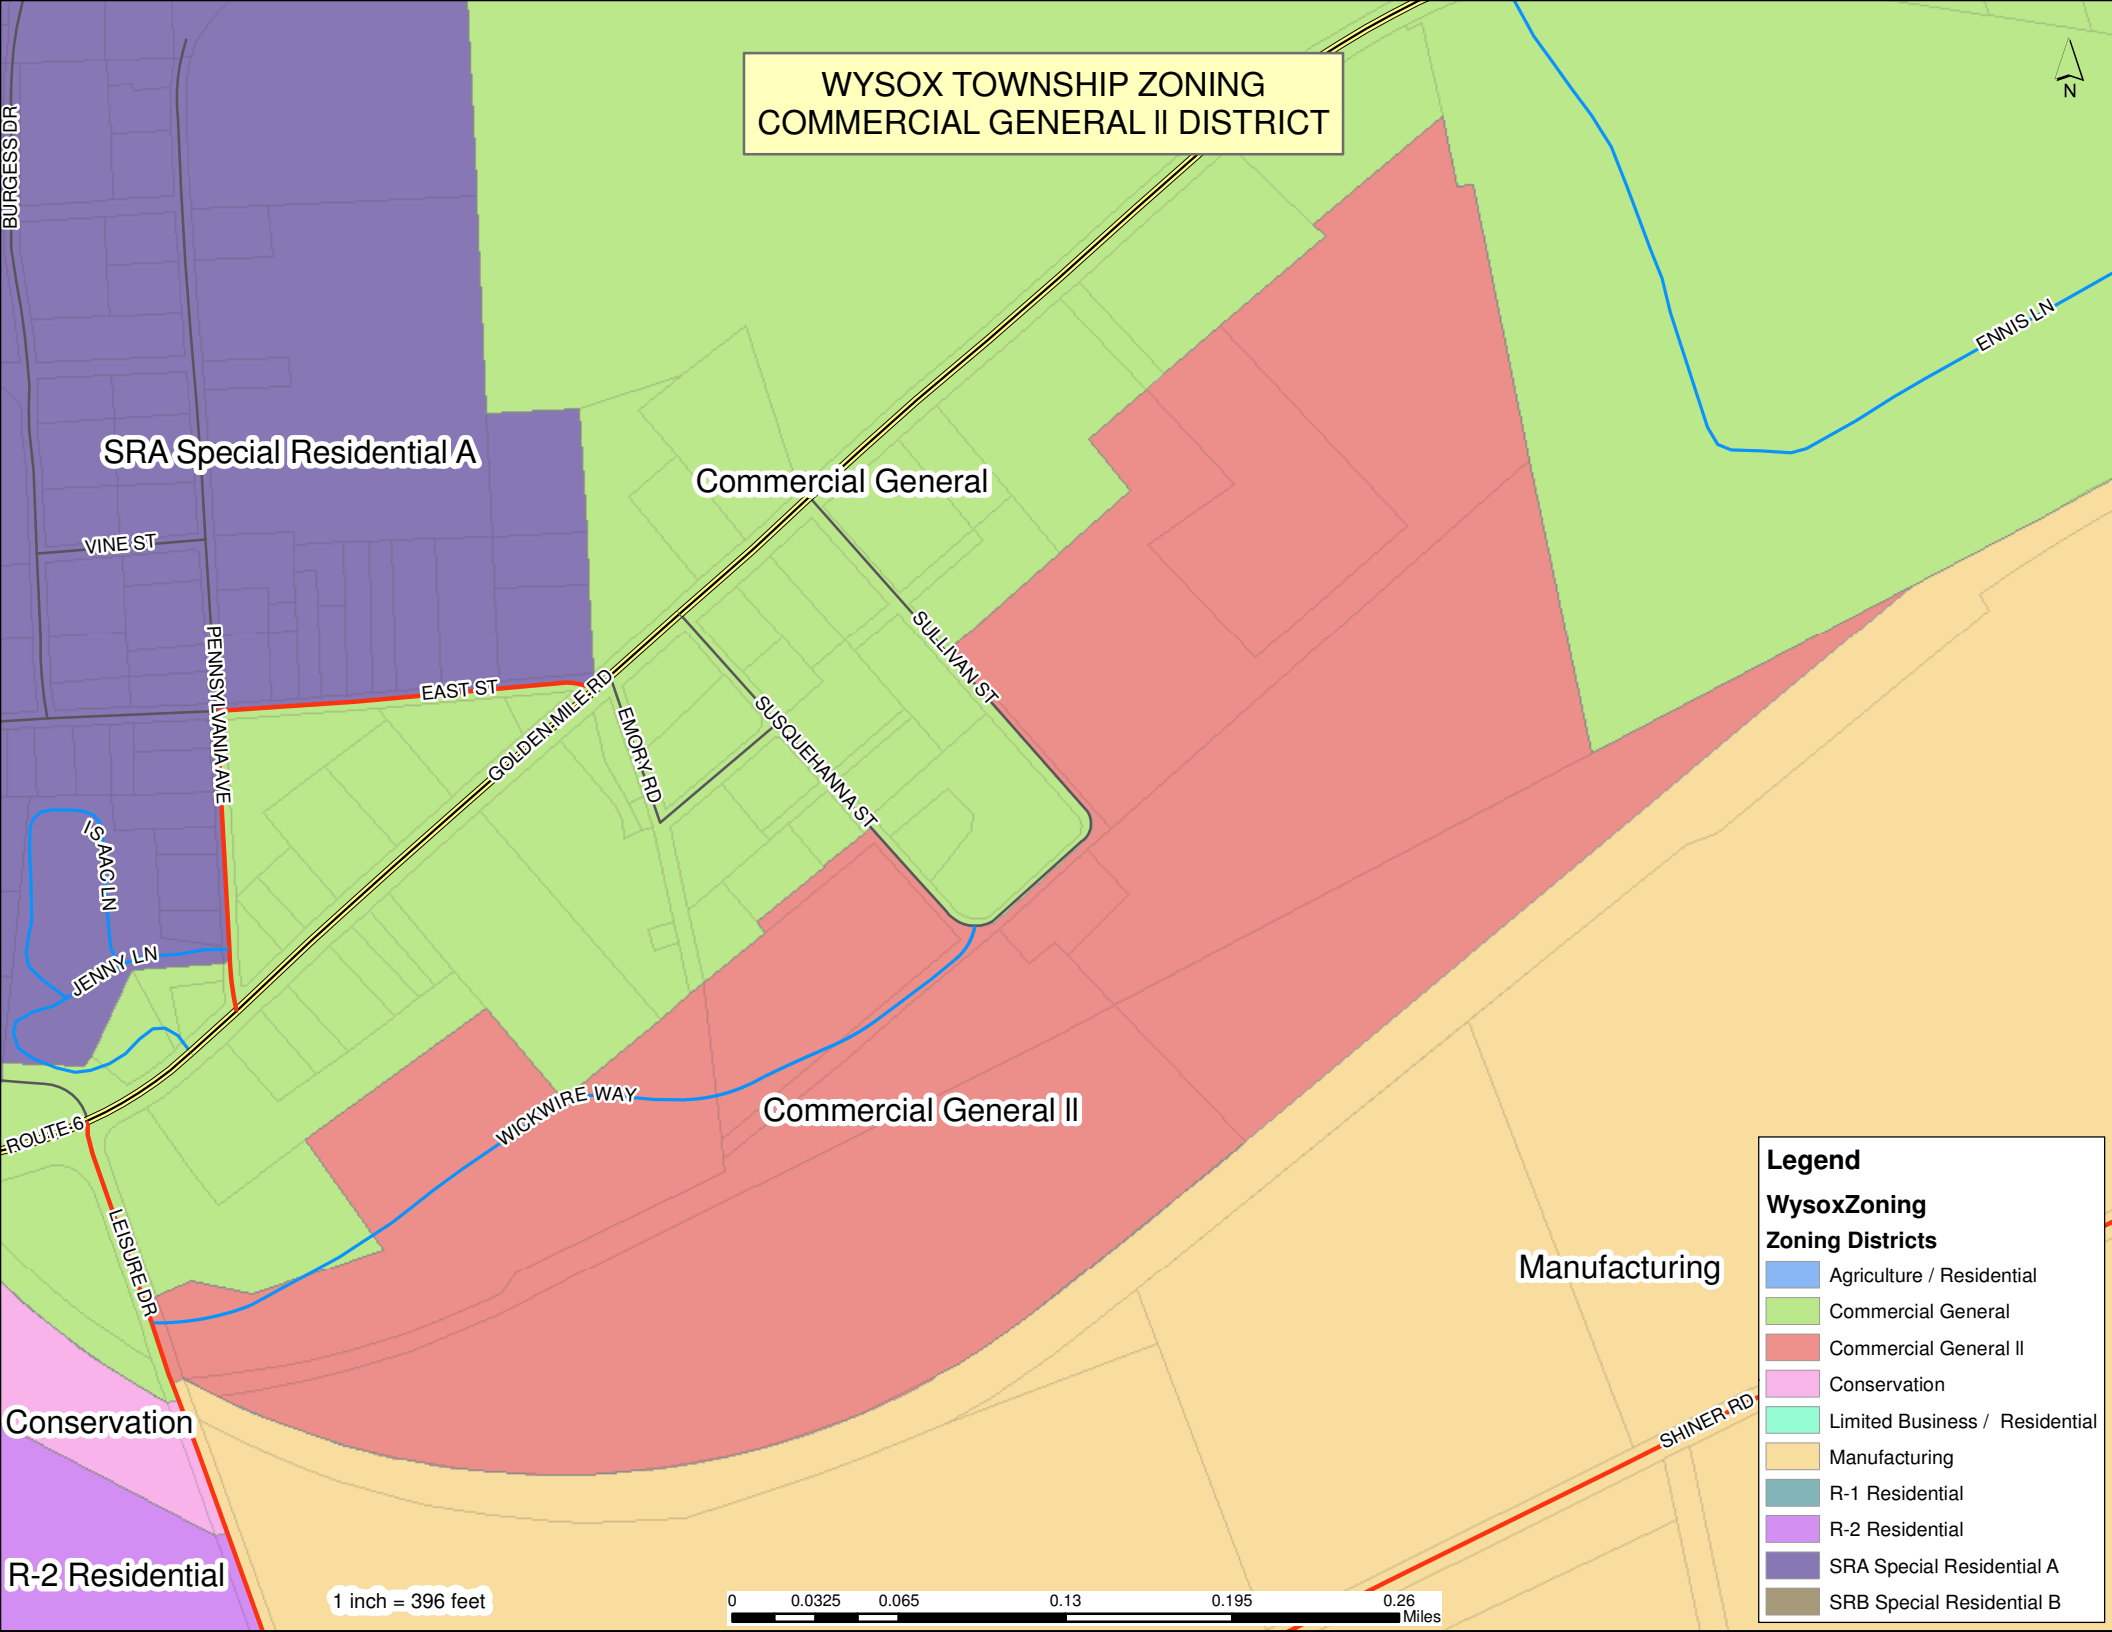 WYSOX TOWNSHIP ZONING
COMMERCIAL GENERAL II DISTRICT
N
BURGESS DR
ENNIS LN
SRA Special Residential A
Commercial General
VINE ST
PENNSYLVANIA AVE
EAST ST
GOLDEN MILE RD
EMORY RD
SUSQUEHANNA ST
SULLIVAN ST
ISAAC LN
JENNY LN
ROUTE 6
WICKWIRE WAY
Commercial General II
LEISURE DR
Manufacturing
Conservation
SHINER RD
R-2 Residential
1 inch = 396 feet
0 0.0325 0.065 0.13 0.195 0.26
Miles
Legend
WysoxZoning
Zoning Districts
Agriculture / Residential
Commercial General
Commercial General II
Conservation
Limited Business / Residential
Manufacturing
R-1 Residential
R-2 Residential
SRA Special Residential A
SRB Special Residential B